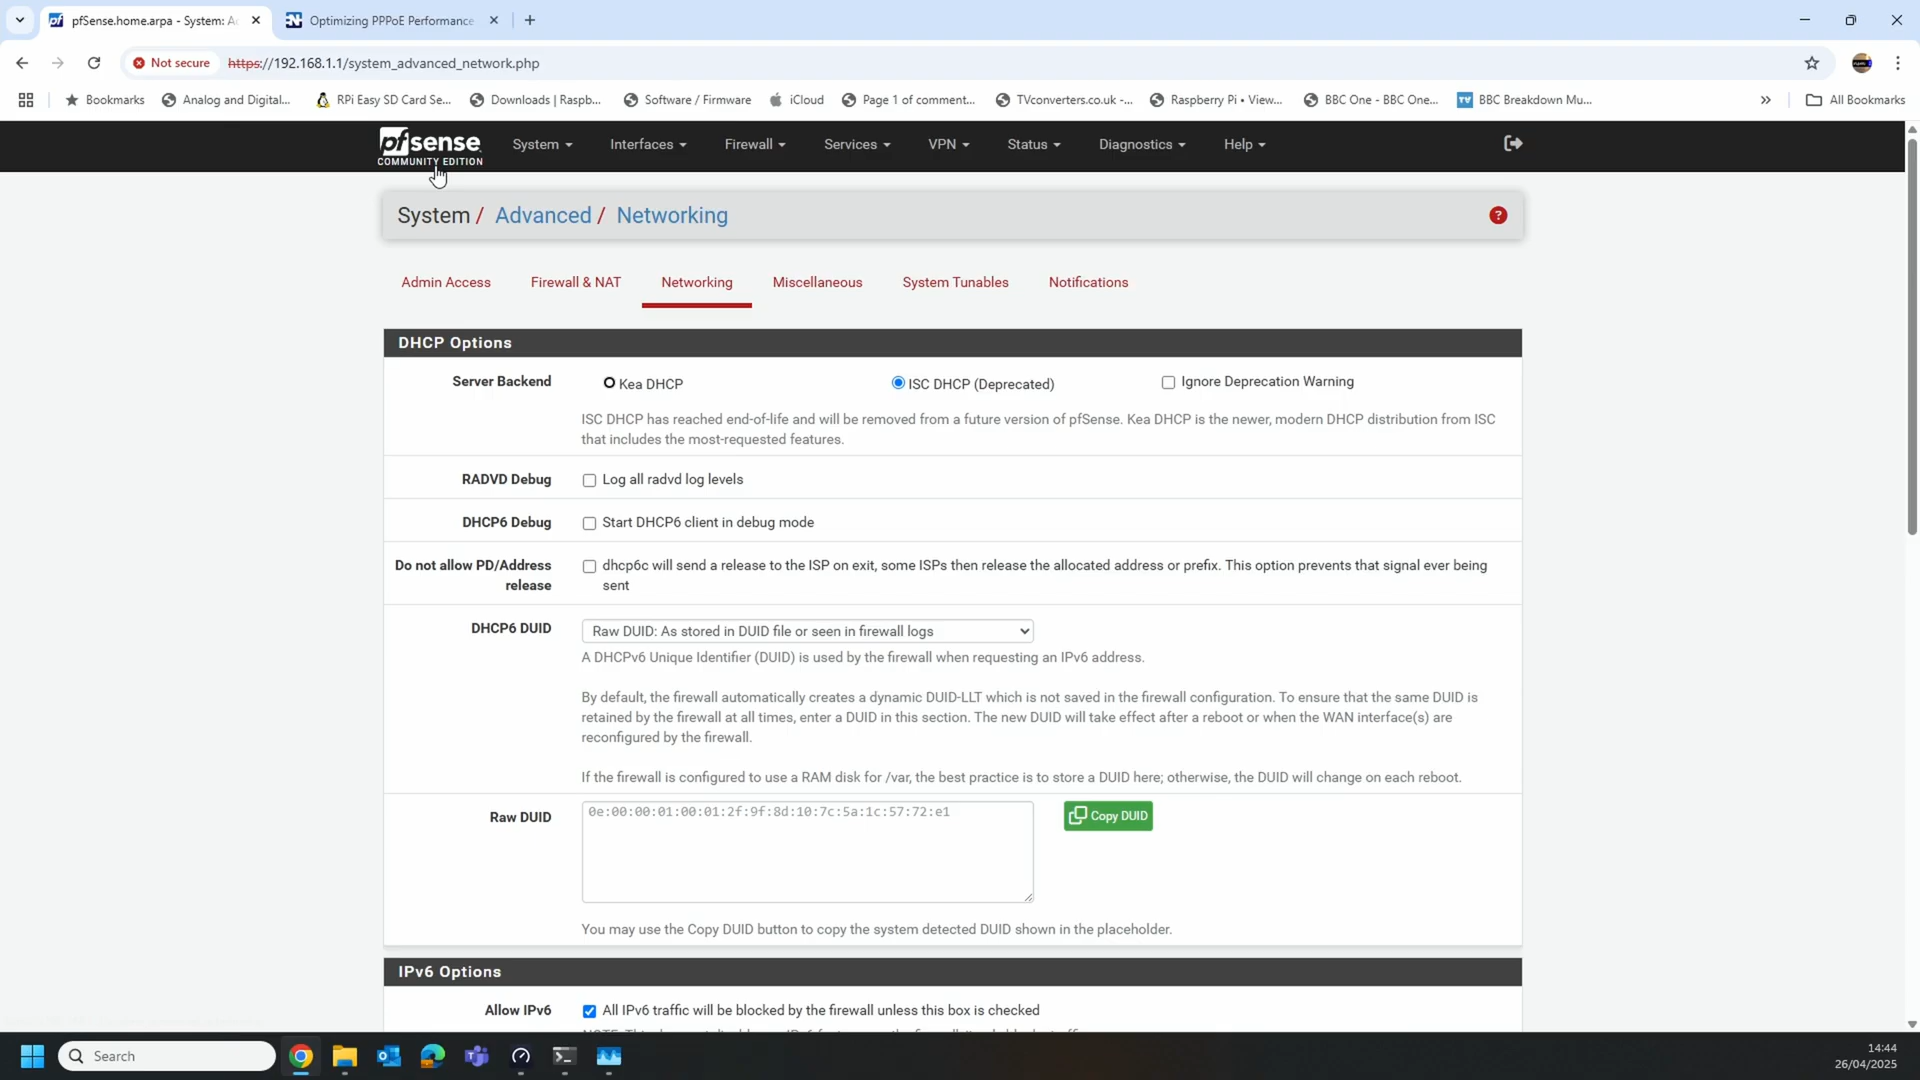 pfSense.home.arpa - System: A
Optimizing PPPoE Performance
Not secure
https://192.168.1.1/system_advanced_network.php
Bookmarks
Analog and Digital...
RPi Easy SD Card Se...
Downloads | Raspb...
Software / Firmware
iCloud
Page 1 of comment...
TVconverters.co.uk -...
Raspberry Pi • View...
BBC One - BBC One...
BBC Breakdown Mu...
All Bookmarks
pfsense
COMMUNITY EDITION
System
Interfaces
Firewall
Services
VPN
Status
Diagnostics
Help
System / Advanced / Networking
Admin Access
Firewall & NAT
Networking
Miscellaneous
System Tunables
Notifications
DHCP Options
Server Backend
Kea DHCP
ISC DHCP (Deprecated)
Ignore Deprecation Warning
ISC DHCP has reached end-of-life and will be removed from a future version of pfSense. Kea DHCP is the newer, modern DHCP distribution from ISC
that includes the most-requested features.
RADVD Debug
Log all radvd log levels
DHCP6 Debug
Start DHCP6 client in debug mode
Do not allow PD/Address
release
dhcp6c will send a release to the ISP on exit, some ISPs then release the allocated address or prefix. This option prevents that signal ever being
sent
DHCP6 DUID
Raw DUID: As stored in DUID file or seen in firewall logs
A DHCPv6 Unique Identifier (DUID) is used by the firewall when requesting an IPv6 address.
By default, the firewall automatically creates a dynamic DUID-LLT which is not saved in the firewall configuration. To ensure that the same DUID is
retained by the firewall at all times, enter a DUID in this section. The new DUID will take effect after a reboot or when the WAN interface(s) are
reconfigured by the firewall.
If the firewall is configured to use a RAM disk for /var, the best practice is to store a DUID here; otherwise, the DUID will change on each reboot.
Raw DUID
0e:00:00:01:00:01:2f:9f:8d:10:7c:5a:1c:57:72:e1
Copy DUID
You may use the Copy DUID button to copy the system detected DUID shown in the placeholder.
IPv6 Options
Allow IPv6
All IPv6 traffic will be blocked by the firewall unless this box is checked
Search
14:44
26/04/2025